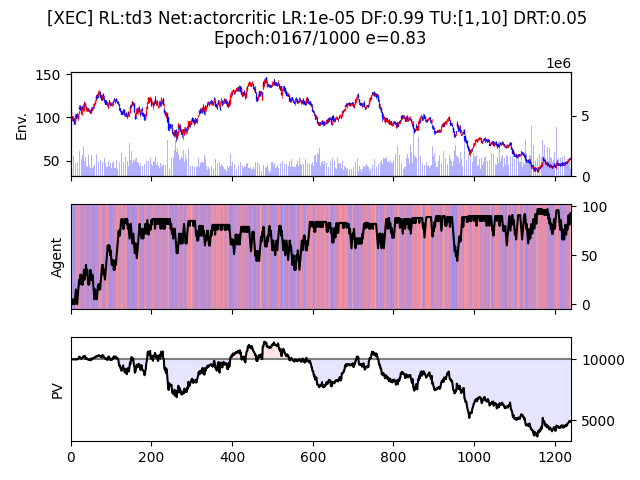 [XEC] RL:td3 Net:actorcritic LR:1e-05 DF:0.99 TU:[1,10] DRT:0.05
Epoch:0167/1000 e=0.83
1e6
150
100
50
Env.
5
0
Agent
100
50
0
PV
10000
5000
0 200 400 600 800 1000 1200